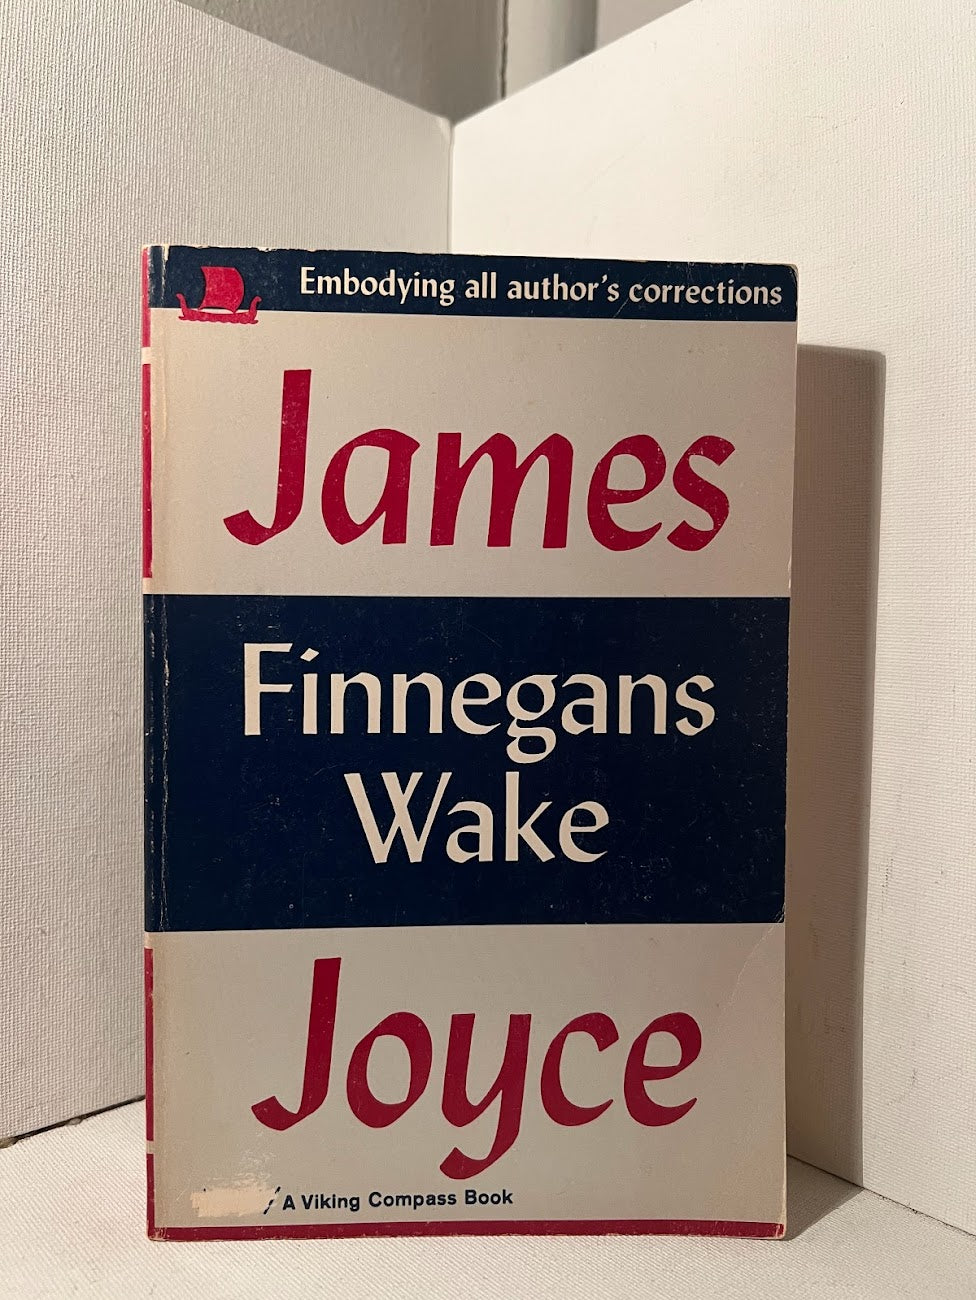 Embodying all author's corrections
James
Finnegans
Wake
Joyce
/ A Viking Compass Book